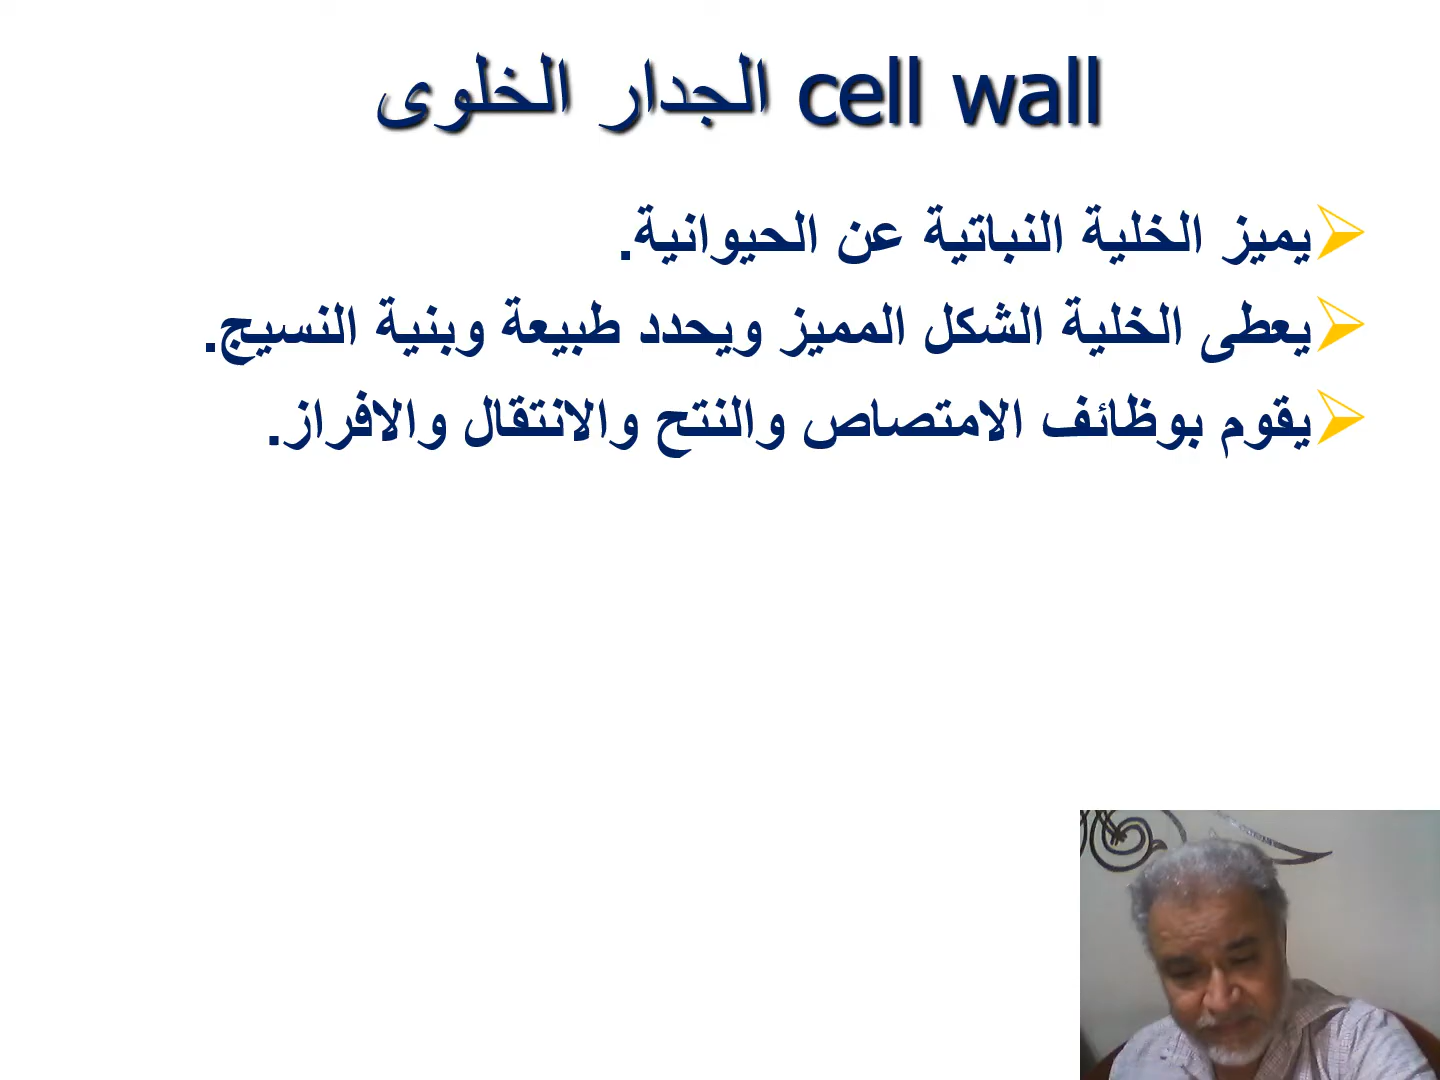 الجدار الخلوى cell wall
يميز الخلية النباتية عن الحيوانية.
يعطى الخلية الشكل المميز ويحدد طبيعة وبنية النسيج.
يقوم بوظائف الامتصاص والنتح والانتقال والافراز.